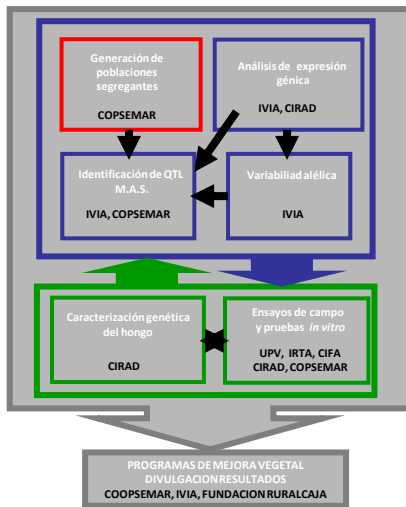 Generación de
poblaciones
segregantes
COPSEMAR
Análisis de expresión
génica
IVIA, CIRAD
Identificación de QTL
M.A.S.
IVIA, COPSEMAR
Variabiliad alélica
IVIA
Caracterización genética
del hongo
CIRAD
Ensayos de campo
y pruebas in vitro
UPV, IRTA, CIFA
CIRAD, COPSEMAR
PROGRAMAS DE MEJORA VEGETAL
DIVULGACION RESULTADOS
COOPSEMAR, IVIA, FUNDACION RURALCAJA